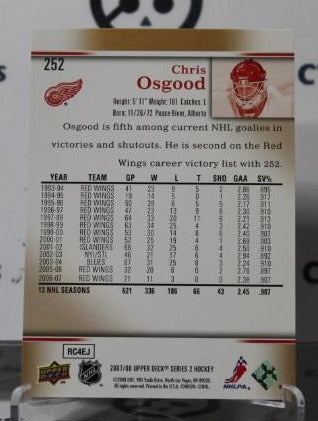 252
Chris
Osgood
Height: 5' 11" Weight: 181 Catches: L
Born: 11/26/72 Peace River, Alberta
Osgood is fifth among current NHL goalies in
victories and shutouts. He is second on the Red
Wings career victory list with 252.
YEAR TEAM GP W L T SHO GAA SV%
1993-94 RED WINGS 41 23 8 5 2 2.86 .895
1994-95 RED WINGS 19 14 5 0 1 2.26 .917
1995-96 RED WINGS 50 39 6 5 5 2.17 .911
1996-97 RED WINGS 47 23 13 9 6 2.30 .910
1997-98 RED WINGS 64 33 20 11 6 2.21 .913
1998-99 RED WINGS 63 34 25 4 3 2.42 .910
1999-00 RED WINGS 53 30 14 8 6 2.40 .907
2000-01 RED WINGS 52 25 19 4 1 2.69 .903
2001-02 ISLANDERS 66 32 25 6 4 2.50 .910
2002-03 NYI/STL 46 21 17 6 4 2.94 .892
2003-04 BLUES 67 31 25 8 3 2.24 .910
2005-06 RED WINGS 32 20 6 2 2.76 .897
2006-07 RED WINGS 21 11 3 0 2.38 .907
13 NHL SEASONS 621 336 186 66 43 2.45 .907
RC4EJ
UPPER DECK
NHL
2007/08 UPPER DECK® SERIES 2 HOCKEY
NHLPA